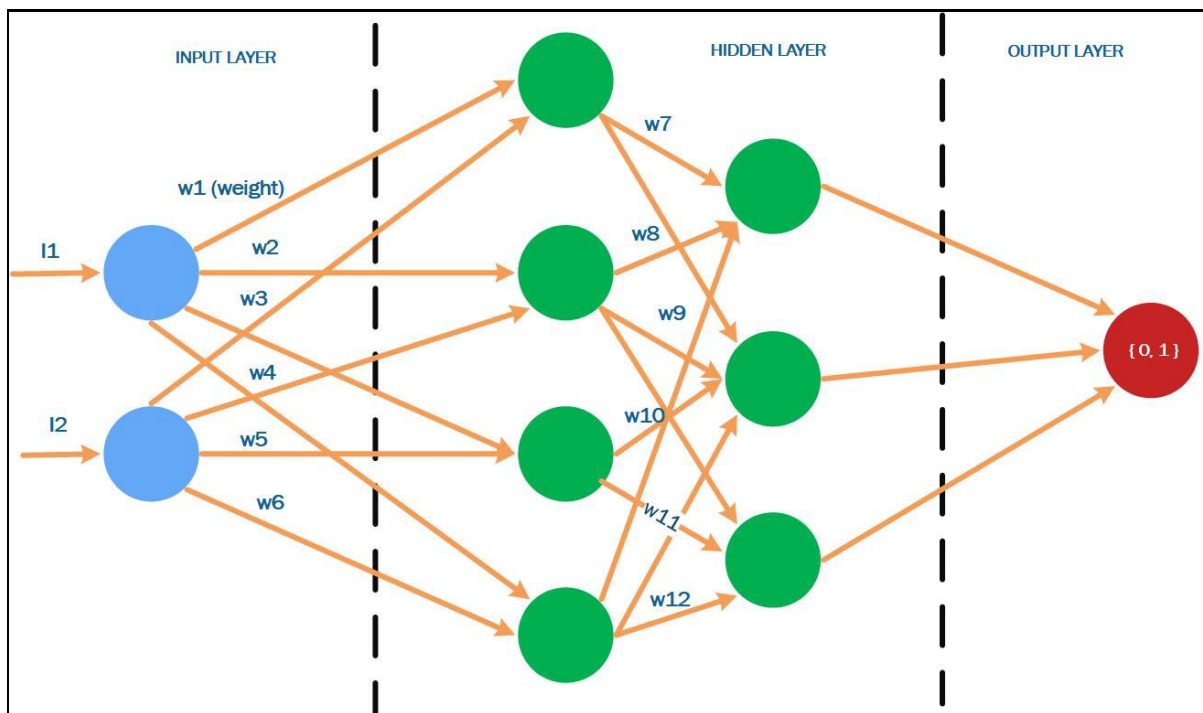 INPUT LAYER
HIDDEN LAYER
OUTPUT LAYER
w1 (weight)
w2
w3
w4
w5
w6
w7
w8
w9
w10
w11
w12
I1
I2
{ 0, 1 }